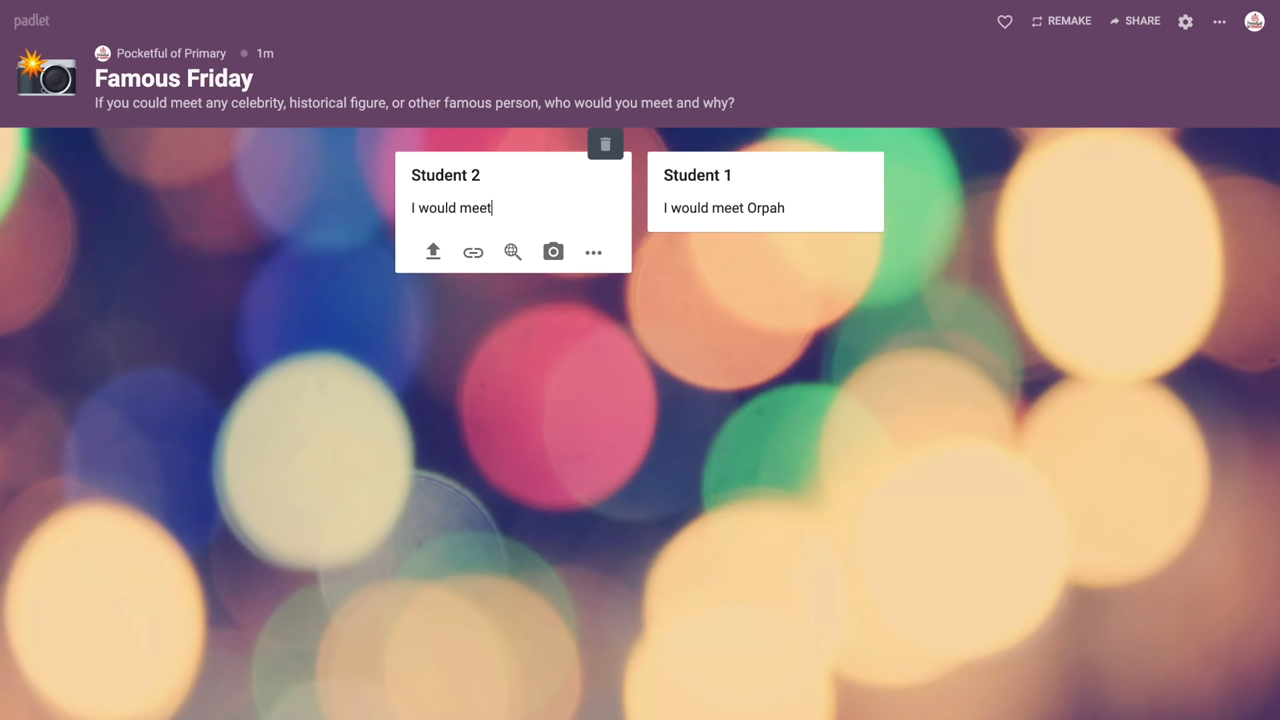 padlet
REMAKE
SHARE
Pocketful of Primary
1m
Famous Friday
If you could meet any celebrity, historical figure, or other famous person, who would you meet and why?
Student 2
I would meet
Student 1
I would meet Orpah